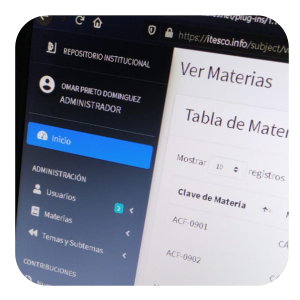 https://itesco.info/subject/v
REPOSITORIO INSTITUCIONAL
OMAR PRIETO DOMINGUEZ
ADMINISTRADOR
Inicio
ADMINISTRACIÓN
Usuarios
Materias
Temas y Subtemas
CONTRIBUCIONES
Ver Materias
Tabla de Mater
Mostrar 10 registros
Clave de Materia
ACF-0901
ACF-0902